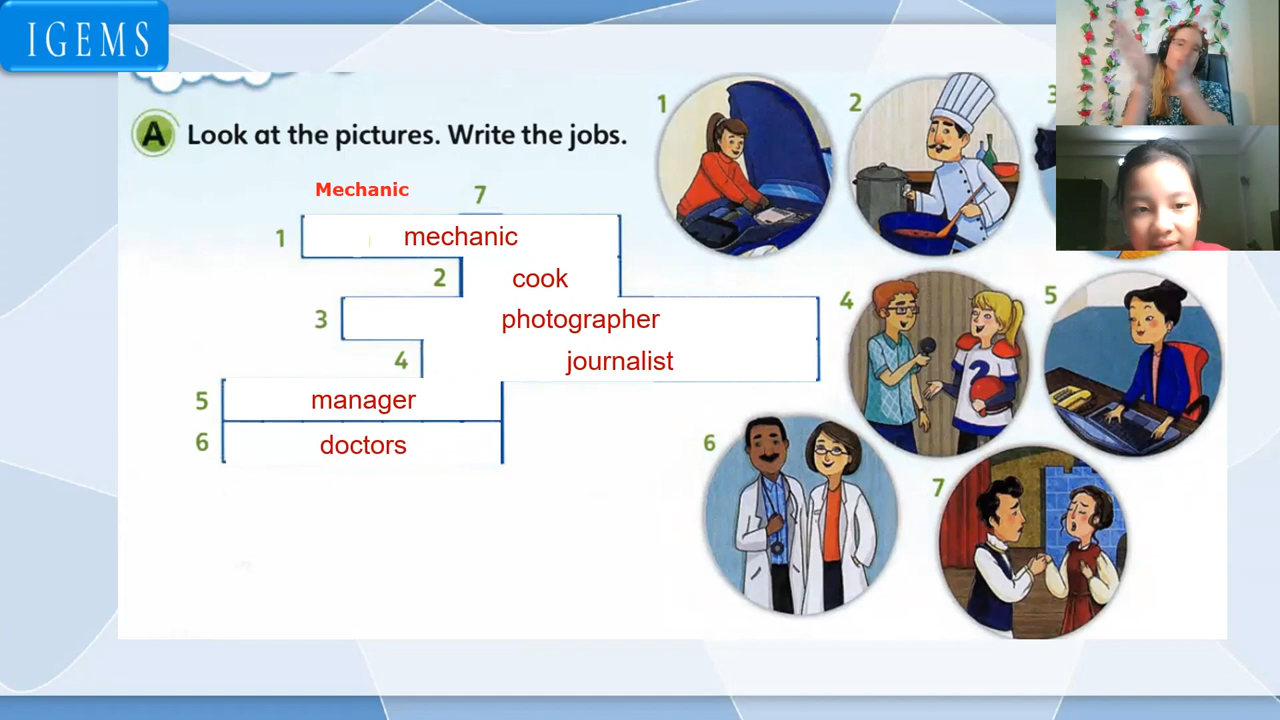 IGEMS
A Look at the pictures. Write the jobs.
Mechanic
7
1 mechanic
2 cook
3 photographer
4 journalist
5 manager
6 doctors
1
2
3
4
5
6
7